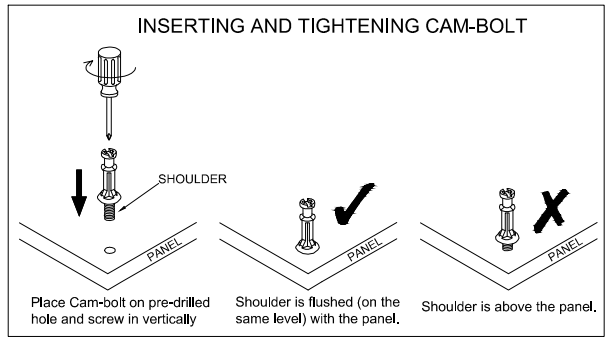 INSERTING AND TIGHTENING CAM-BOLT
SHOULDER
PANEL
PANEL
PANEL
Place Cam-bolt on pre-drilled
hole and screw in vertically
Shoulder is flushed (on the
same level) with the panel.
Shoulder is above the panel.